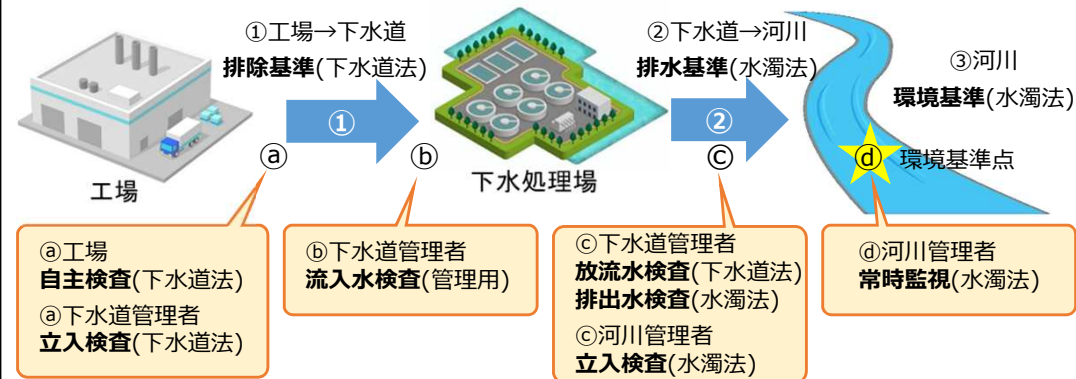 ①工場→下水道
排除基準(下水道法)
①
ⓐ
工場
ⓑ
下水処理場
②下水道→河川
排水基準(水濁法)
②
ⓒ
③河川
環境基準(水濁法)
ⓓ 環境基準点
ⓐ工場
自主検査(下水道法)
ⓐ下水道管理者
立入検査(下水道法)
ⓑ下水道管理者
流入水検査(管理用)
ⓒ下水道管理者
放流水検査(下水道法)
排出水検査(水濁法)
ⓒ河川管理者
立入検査(水濁法)
ⓓ河川管理者
常時監視(水濁法)